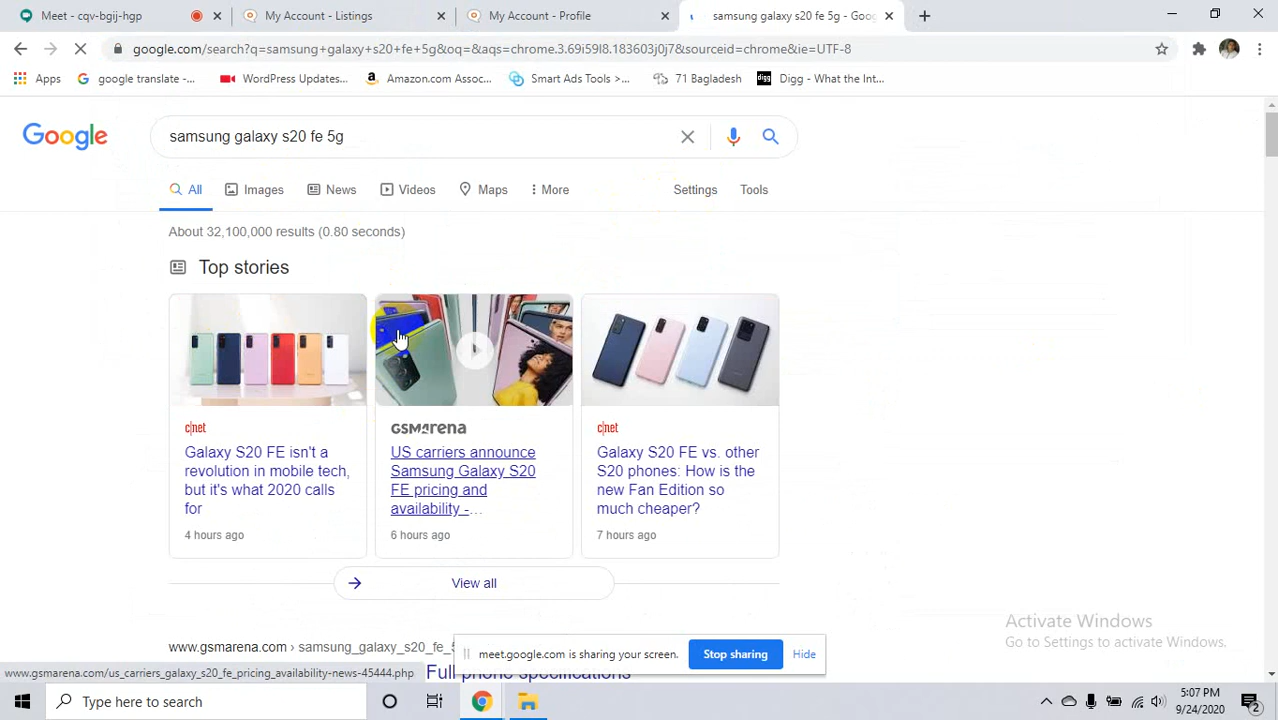 Meet - cqv-bgij-hgp
My Account - Listings
My Account - Profile
samsung galaxy s20 fe 5g - Goo
google.com/search?q=samsung+galaxy+s20+fe+5g&oq=&aqs=chrome.3.69i59l8.183603j0j7&sourceid=chrome&ie=UTF-8
Apps
google translate -...
WordPress Updates...
Amazon.com Assoc...
Smart Ads Tools >...
71 Bagladesh
digg
Digg - What the Int...
Google
samsung galaxy s20 fe 5g
All
Images
News
Videos
Maps
More
Settings
Tools
About 32,100,000 results (0.80 seconds)
Top stories
c|net
Galaxy S20 FE isn't a
revolution in mobile tech,
but it's what 2020 calls
for
4 hours ago
GSMarena
US carriers announce
Samsung Galaxy S20
FE pricing and
availability -...
6 hours ago
c|net
Galaxy S20 FE vs. other
S20 phones: How is the
new Fan Edition so
much cheaper?
7 hours ago
View all
Activate Windows
Go to Settings to activate Windows.
www.gsmarena.com › samsung_galaxy_s20_fe_5
meet.google.com is sharing your screen.
Stop sharing
Hide
www.gsmarena.com/us_carriers_galaxy_s20_fe_pricing_availability-news-45444.php
Full phone specifications
Type here to search
5:07 PM
9/24/2020
2